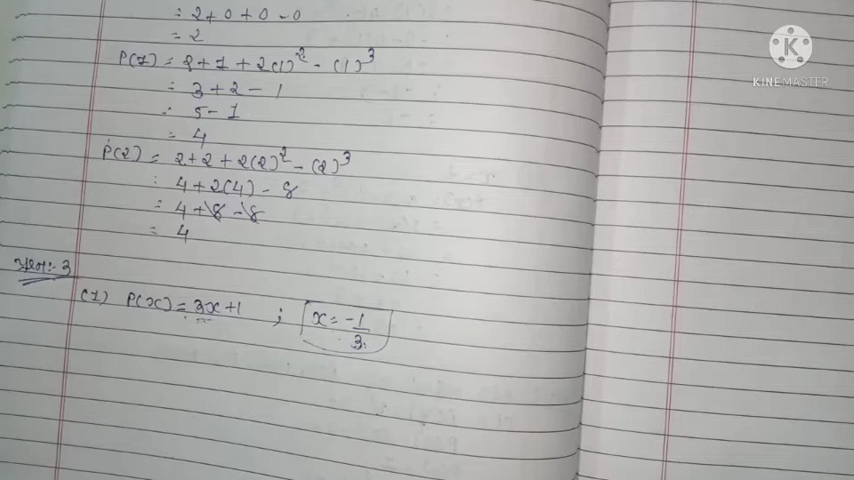 = 2+0+0-0
= 2
P(1) = 2+1+2(1)² - (1)³
= 3+2-1
= 5-1
= 4
P(2) = 2+2+2(2)² - (2)³
= 4+2(4)-8
= 4+8-8
= 4
પ્રશ્ન:- 3
(1) P(x) = 3x+1 ; x = -1/3
KINEMASTER